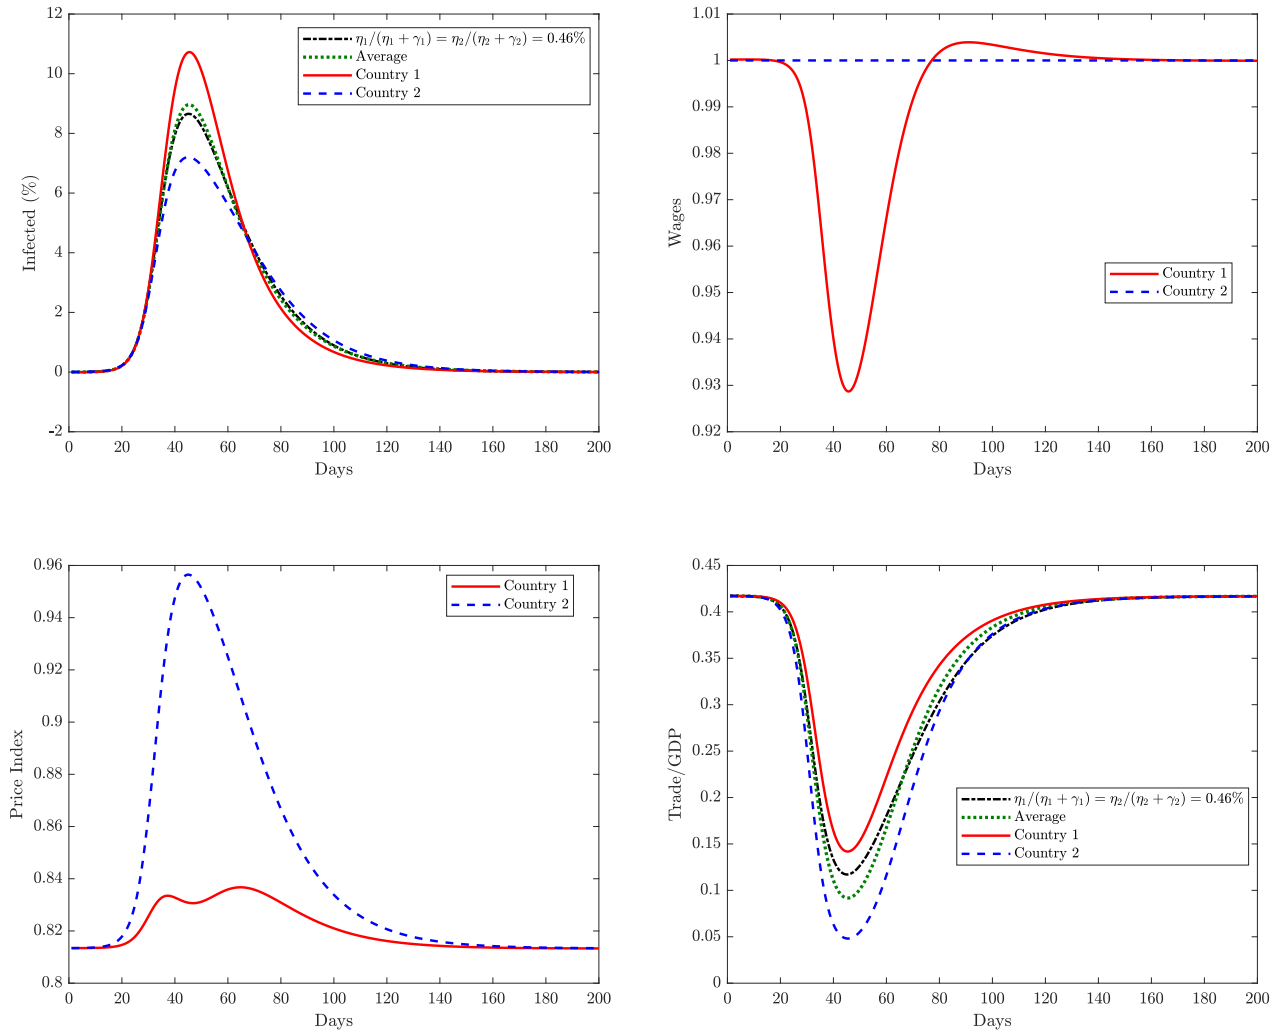 12
10
8
6
4
2
0
-2
Infected (%)
0 20 40 60 80 100 120 140 160 180 200
Days
η₁/(η₁ + γ₁) = η₂/(η₂ + γ₂) = 0.46%
Average
Country 1
Country 2
1.01
1
0.99
0.98
0.97
0.96
0.95
0.94
0.93
0.92
Wages
0 20 40 60 80 100 120 140 160 180 200
Days
Country 1
Country 2
0.96
0.94
0.92
0.9
0.88
0.86
0.84
0.82
0.8
Price Index
0 20 40 60 80 100 120 140 160 180 200
Days
Country 1
Country 2
0.45
0.4
0.35
0.3
0.25
0.2
0.15
0.1
0.05
0
Trade/GDP
0 20 40 60 80 100 120 140 160 180 200
Days
η₁/(η₁ + γ₁) = η₂/(η₂ + γ₂) = 0.46%
Average
Country 1
Country 2